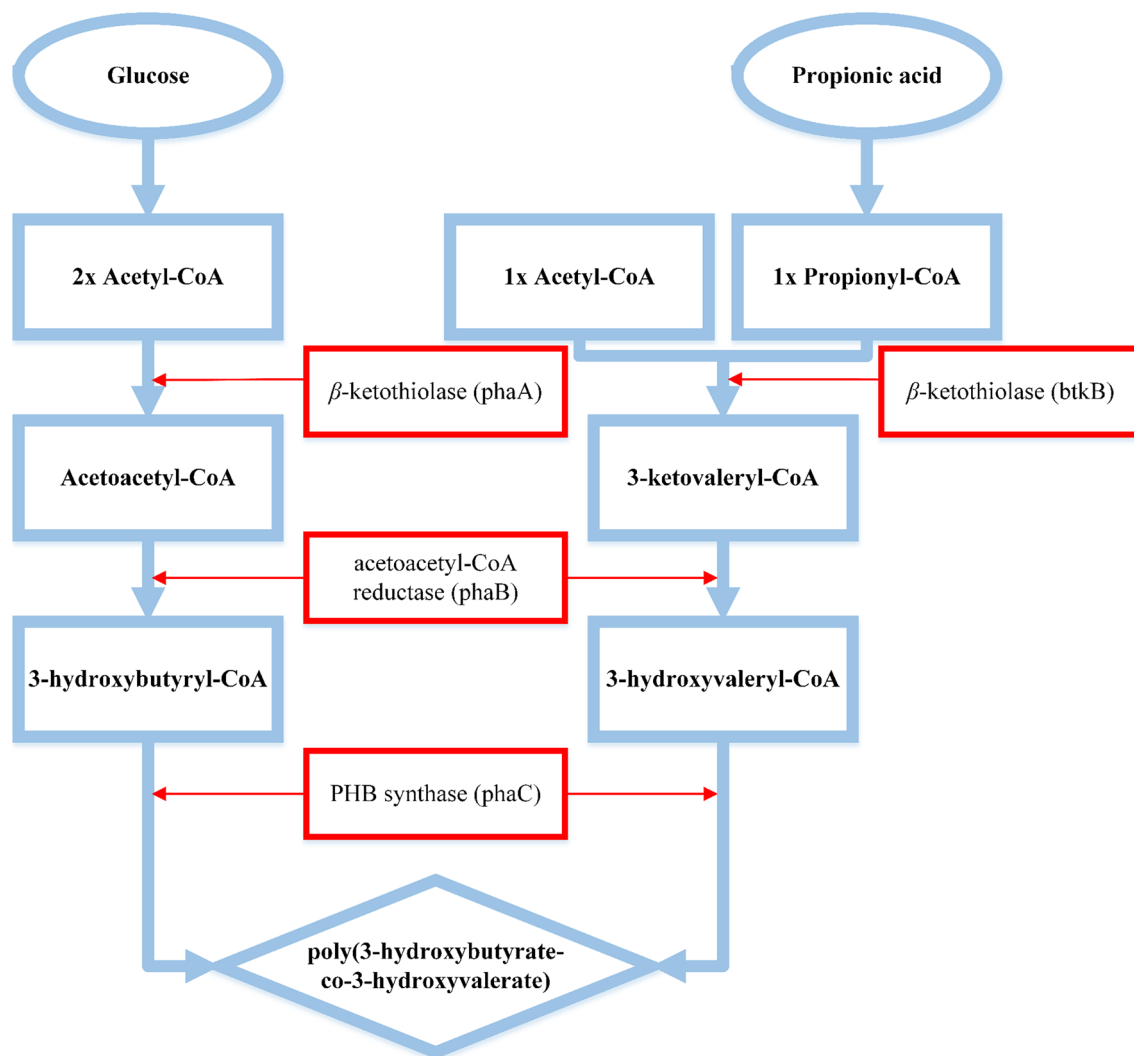 Glucose
Propionic acid
2x Acetyl-CoA
1x Acetyl-CoA
1x Propionyl-CoA
β-ketothiolase (phaA)
β-ketothiolase (btkB)
Acetoacetyl-CoA
3-ketovaleryl-CoA
acetoacetyl-CoA
reductase (phaB)
3-hydroxybutyryl-CoA
3-hydroxyvaleryl-CoA
PHB synthase (phaC)
poly(3-hydroxybutyrate-
co-3-hydroxyvalerate)